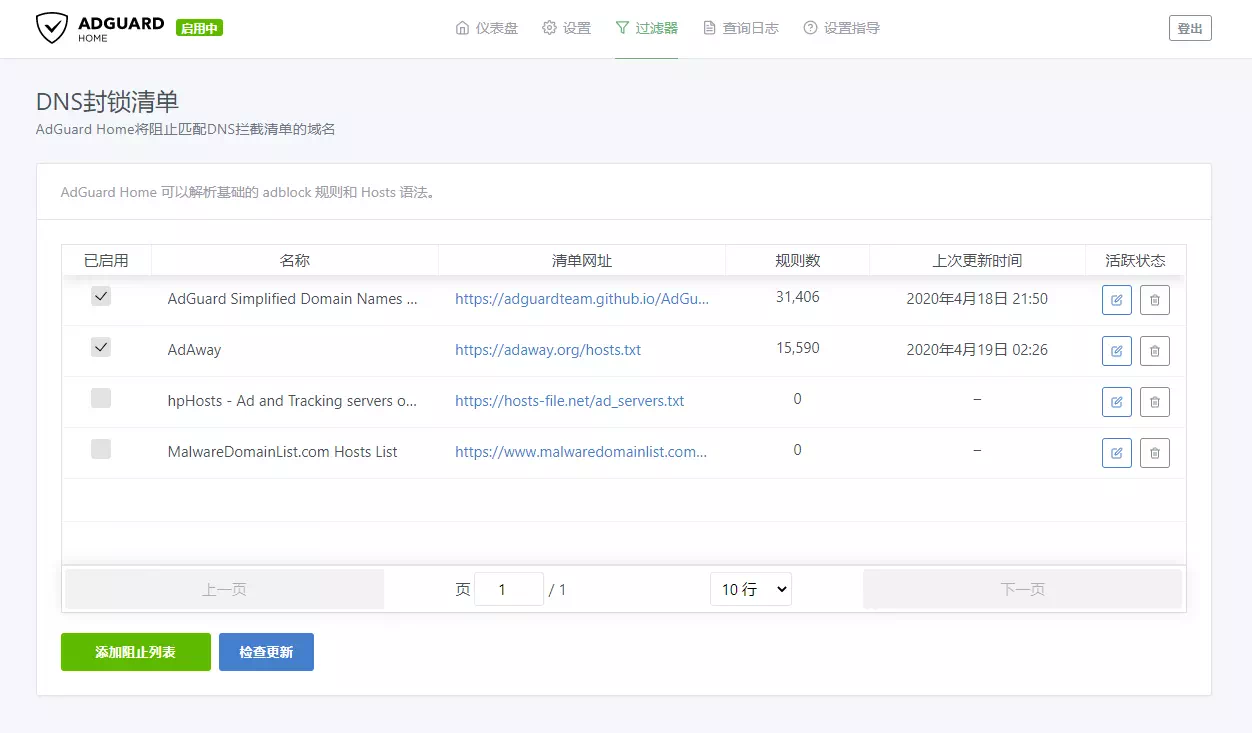 ADGUARD
HOME
启用中
仪表盘 设置 过滤器 查询日志 设置指导
登出
DNS封锁清单
AdGuard Home将阻止匹配DNS拦截清单的域名
AdGuard Home 可以解析基础的 adblock 规则和 Hosts 语法。
已启用 名称 清单网址 规则数 上次更新时间 活跃状态
AdGuard Simplified Domain Names ... https://adguardteam.github.io/AdGu... 31,406 2020年4月18日 21:50
AdAway https://adaway.org/hosts.txt 15,590 2020年4月19日 02:26
hpHosts - Ad and Tracking servers o... https://hosts-file.net/ad_servers.txt 0 –
MalwareDomainList.com Hosts List https://www.malwaredomainlist.com... 0 –
上一页 页 1 / 1 10 行 下一页
添加阻止列表 检查更新